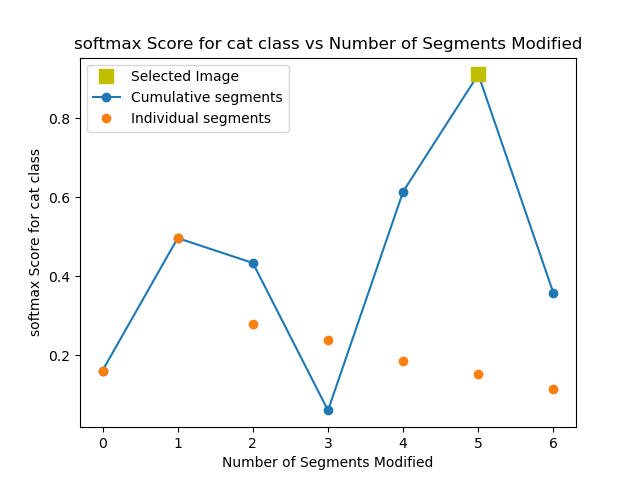 softmax Score for cat class vs Number of Segments Modified
Selected Image
Cumulative segments
Individual segments
softmax Score for cat class
0.8
0.6
0.4
0.2
0 1 2 3 4 5 6
Number of Segments Modified